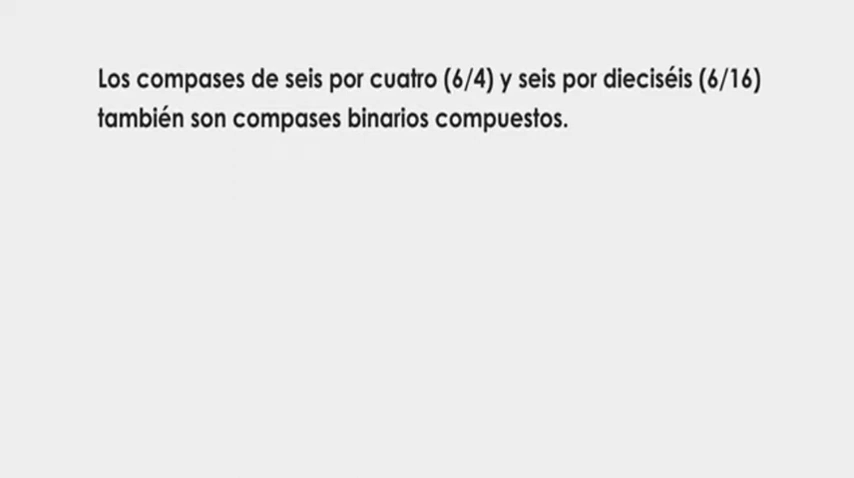 Los compases de seis por cuatro (6/4) y seis por dieciséis (6/16)
también son compases binarios compuestos.